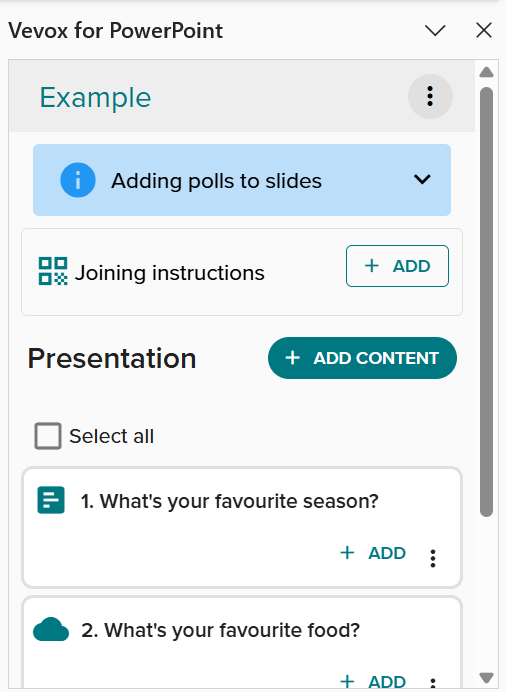 Vevox for PowerPoint
Example
Adding polls to slides
Joining instructions
+ ADD
Presentation
+ ADD CONTENT
Select all
1. What's your favourite season?
+ ADD
2. What's your favourite food?
+ ADD